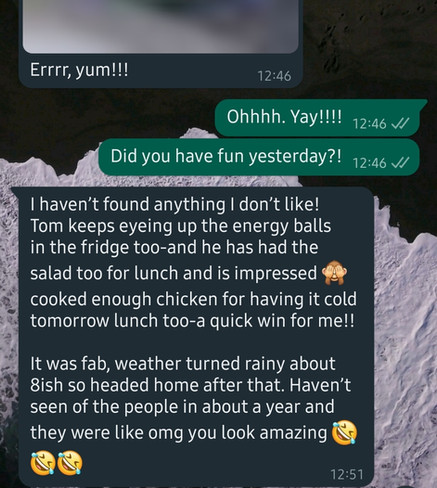 Errrr, yum!!!
12:46
Ohhhh. Yay!!!!
12:46
Did you have fun yesterday?!
12:46
I haven't found anything I don't like!
Tom keeps eyeing up the energy balls
in the fridge too-and he has had the
salad too for lunch and is impressed 🙈
cooked enough chicken for having it cold
tomorrow lunch too-a quick win for me!!
It was fab, weather turned rainy about
8ish so headed home after that. Haven't
seen of the people in about a year and
they were like omg you look amazing 🤣
🤣🤣
12:51